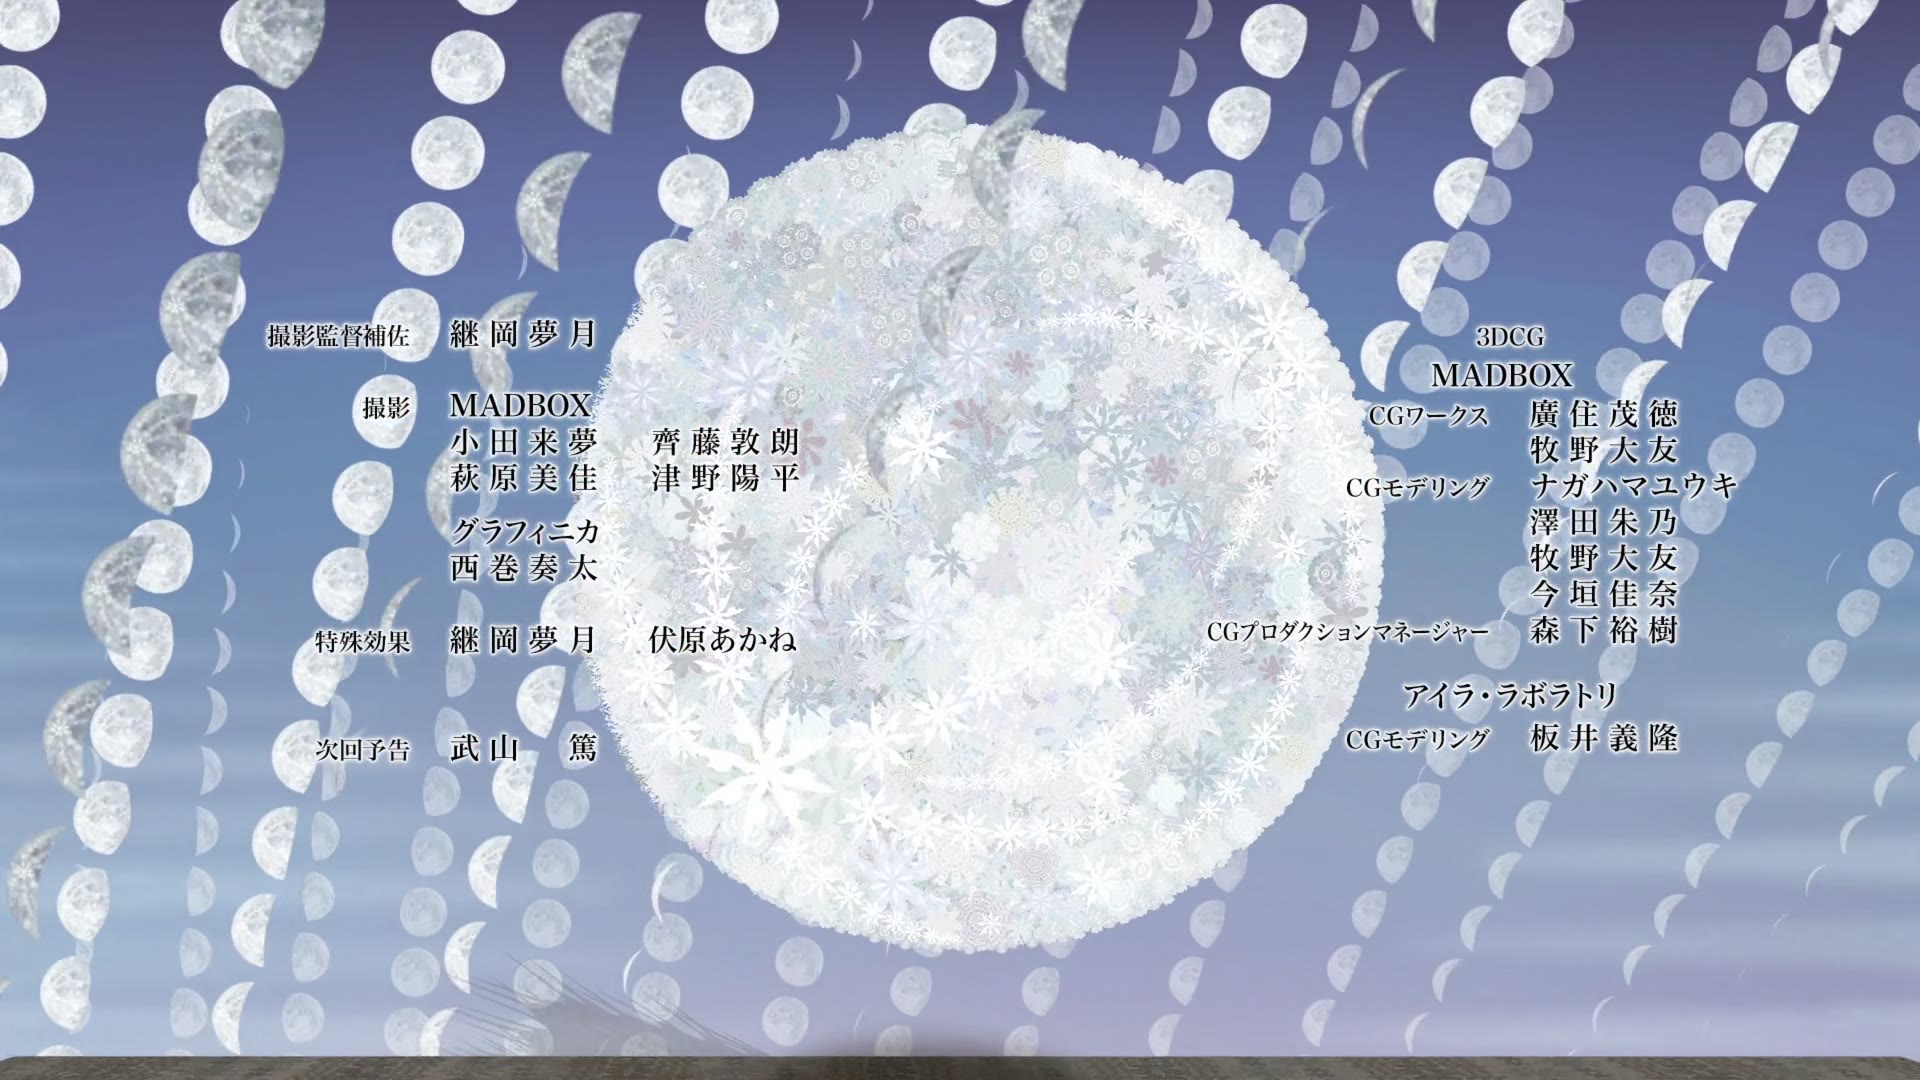 撮影監督補佐 継岡夢月
撮影 MADBOX
小田来夢 齊藤敦朗
萩原美佳 津野陽平
グラフィニカ
西巻奏太
特殊効果 継岡夢月 伏原あかね
次回予告 武山 篤
3DCG
MADBOX
CGワークス 廣住茂徳
牧野大友
CGモデリング ナガハマユウキ
澤田朱乃
牧野大友
今垣佳奈
CGプロダクションマネージャー 森下裕樹
アイラ・ラボラトリ
CGモデリング 板井義隆